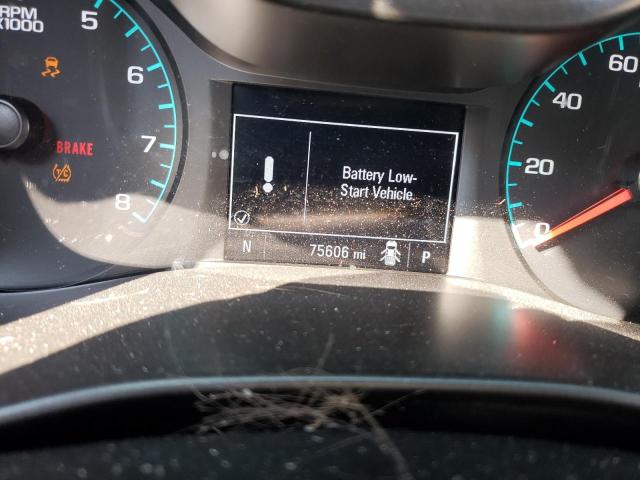 RPM
X1000
5
6
7
8
BRAKE
T/C
Battery Low-
Start Vehicle
N
75606 mi
P
60
40
20
0